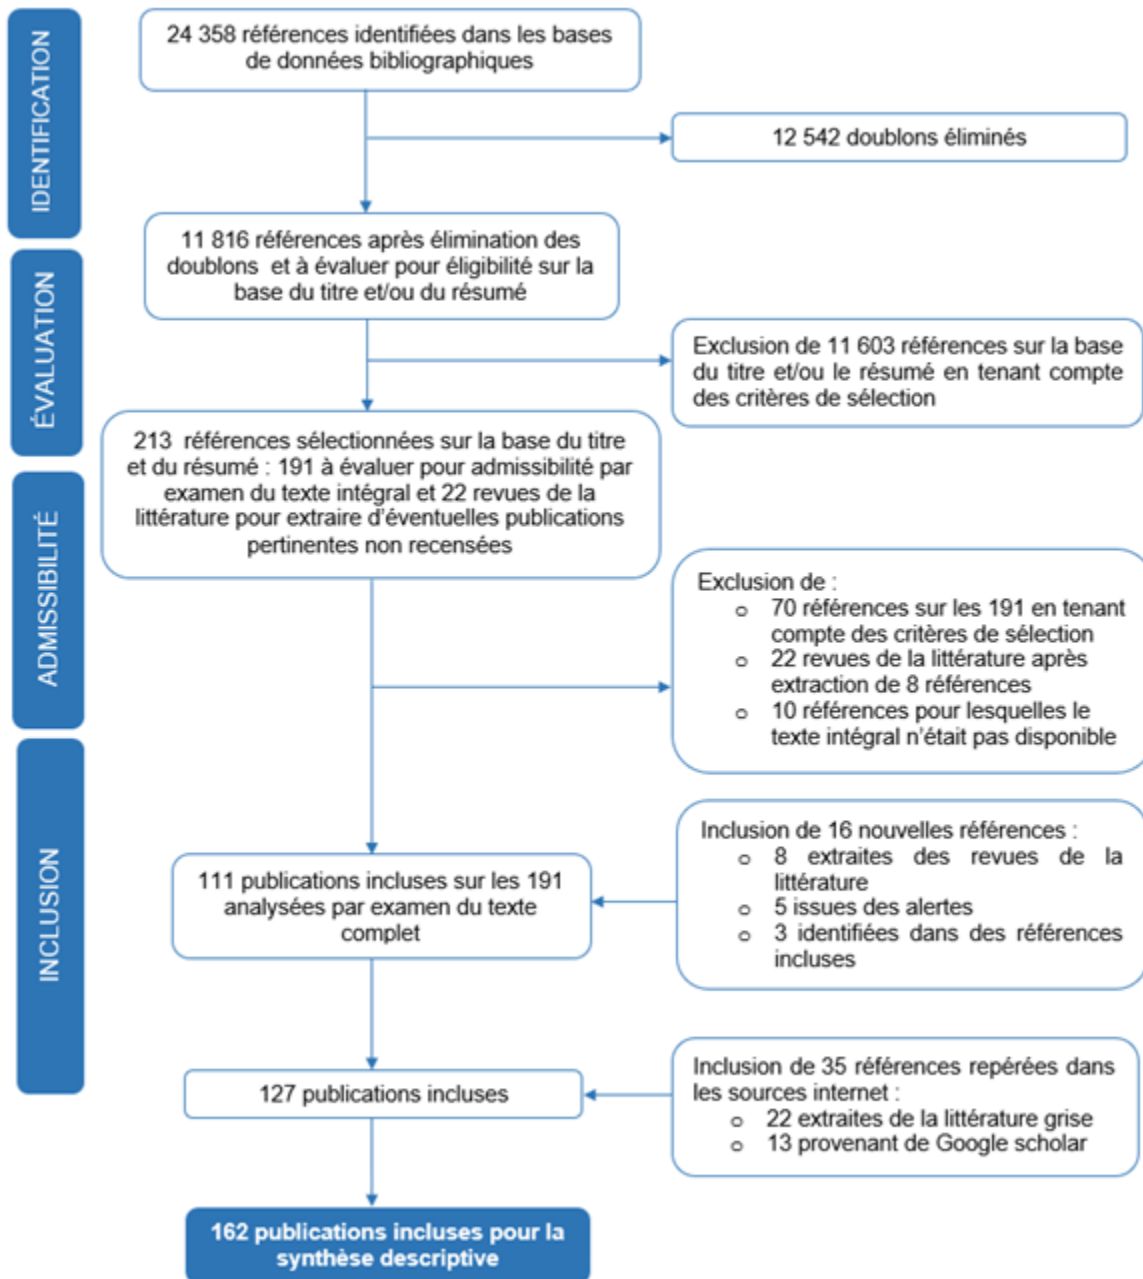 IDENTIFICATION
24 358 références identifiées dans les bases
de données bibliographiques
12 542 doublons éliminés
11 816 références après élimination des
doublons et à évaluer pour éligibilité sur la
base du titre et/ou du résumé
ÉVALUATION
Exclusion de 11 603 références sur la base
du titre et/ou le résumé en tenant compte
des critères de sélection
213 références sélectionnées sur la base du titre
et du résumé : 191 à évaluer pour admissibilité par
examen du texte intégral et 22 revues de la
littérature pour extraire d'éventuelles publications
pertinentes non recensées
ADMISSIBILITÉ
Exclusion de :
o 70 références sur les 191 en tenant
compte des critères de sélection
o 22 revues de la littérature après
extraction de 8 références
o 10 références pour lesquelles le
texte intégral n'était pas disponible
INCLUSION
Inclusion de 16 nouvelles références :
o 8 extraites des revues de la
littérature
o 5 issues des alertes
o 3 identifiées dans des références
incluses
111 publications incluses sur les 191
analysées par examen du texte
complet
Inclusion de 35 références repérées dans
les sources internet :
o 22 extraites de la littérature grise
o 13 provenant de Google scholar
127 publications incluses
162 publications incluses pour la
synthèse descriptive